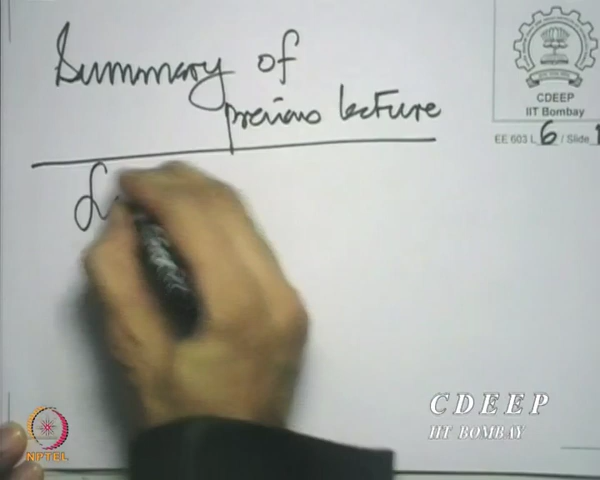 Summary of
previous lecture
CDEEP
IIT Bombay
EE 603 L 6 / Slide 1
CDEEP
IIT BOMBAY
NPTEL